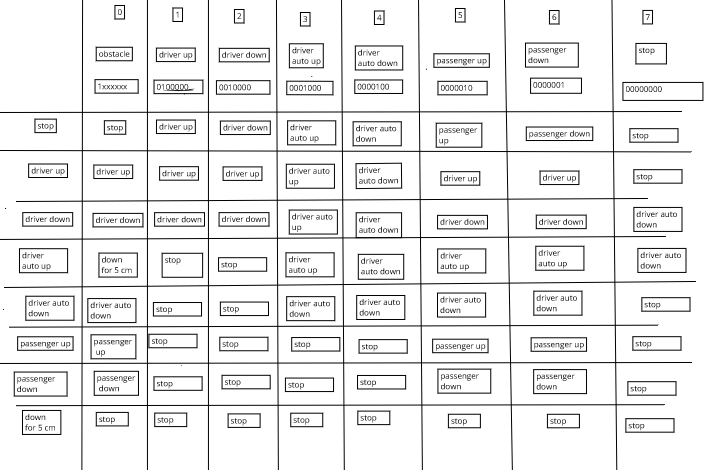 0 1 2 3 4 5 6 7
obstacle driver up driver down driver auto up driver auto down passenger up passenger down stop
1xxxxxx 0100000 0010000 0001000 0000100 0000010 0000001 00000000
stop stop driver up driver down driver auto up driver auto down passenger up passenger down stop
driver up driver up driver up driver up driver auto up driver auto down driver up driver up stop
driver down driver down driver down driver down driver auto up driver auto down driver down driver down driver auto down
driver auto up down for 5 cm stop stop driver auto up driver auto down driver auto up driver auto up driver auto down
driver auto down driver auto down stop stop driver auto down driver auto down driver auto down driver auto down stop
passenger up passenger up stop stop stop stop passenger up passenger up stop
passenger down passenger down stop stop stop stop passenger down passenger down stop
down for 5 cm stop stop stop stop stop stop stop stop